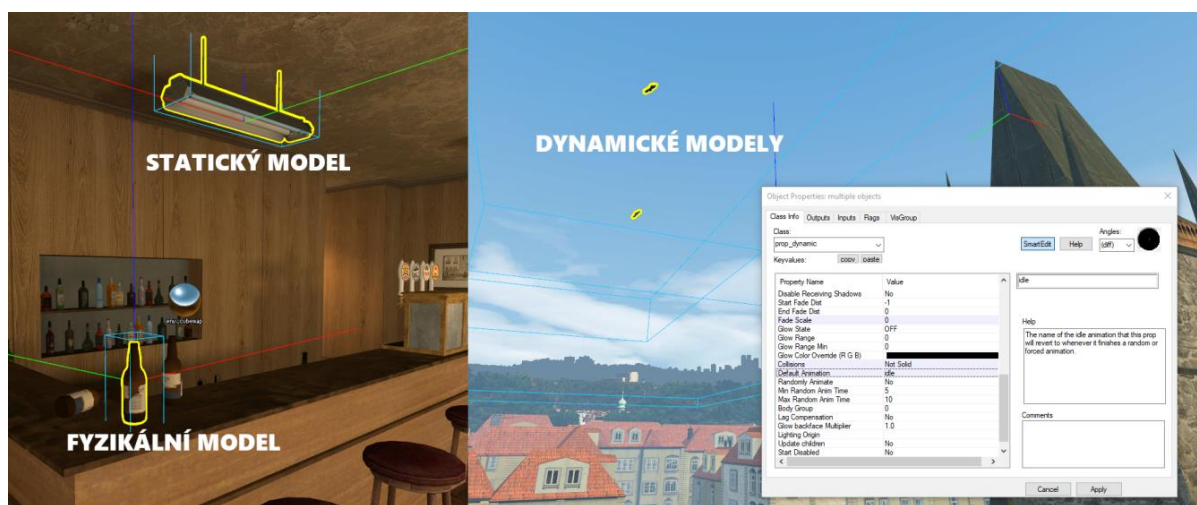 STATICKÝ MODEL
env_cubemap
FYZIKÁLNÍ MODEL
DYNAMICKÉ MODELY
Object Properties: multiple objects
Class Info Outputs Inputs Flags VisGroup
Class:
prop_dynamic
Keyvalues: copy paste
SmartEdit Help
Angles:
(diff)
Property Name Value
Disable Receiving Shadows No
Start Fade Dist -1
End Fade Dist 0
Fade Scale 0
Glow State OFF
Glow Range 0
Glow Range Min 0
Glow Color Override (R G B)
Collisions Not Solid
Default Animation idle
Randomly Animate No
Min Random Anim Time 5
Max Random Anim Time 10
Body Group 0
Lag Compensation No
Glow backface Multiplier 1.0
Lighting Origin
Update children No
Start Disabled No
idle
Help
The name of the idle animation that this prop
will revert to whenever it finishes a random or
forced animation.
Comments
Cancel Apply